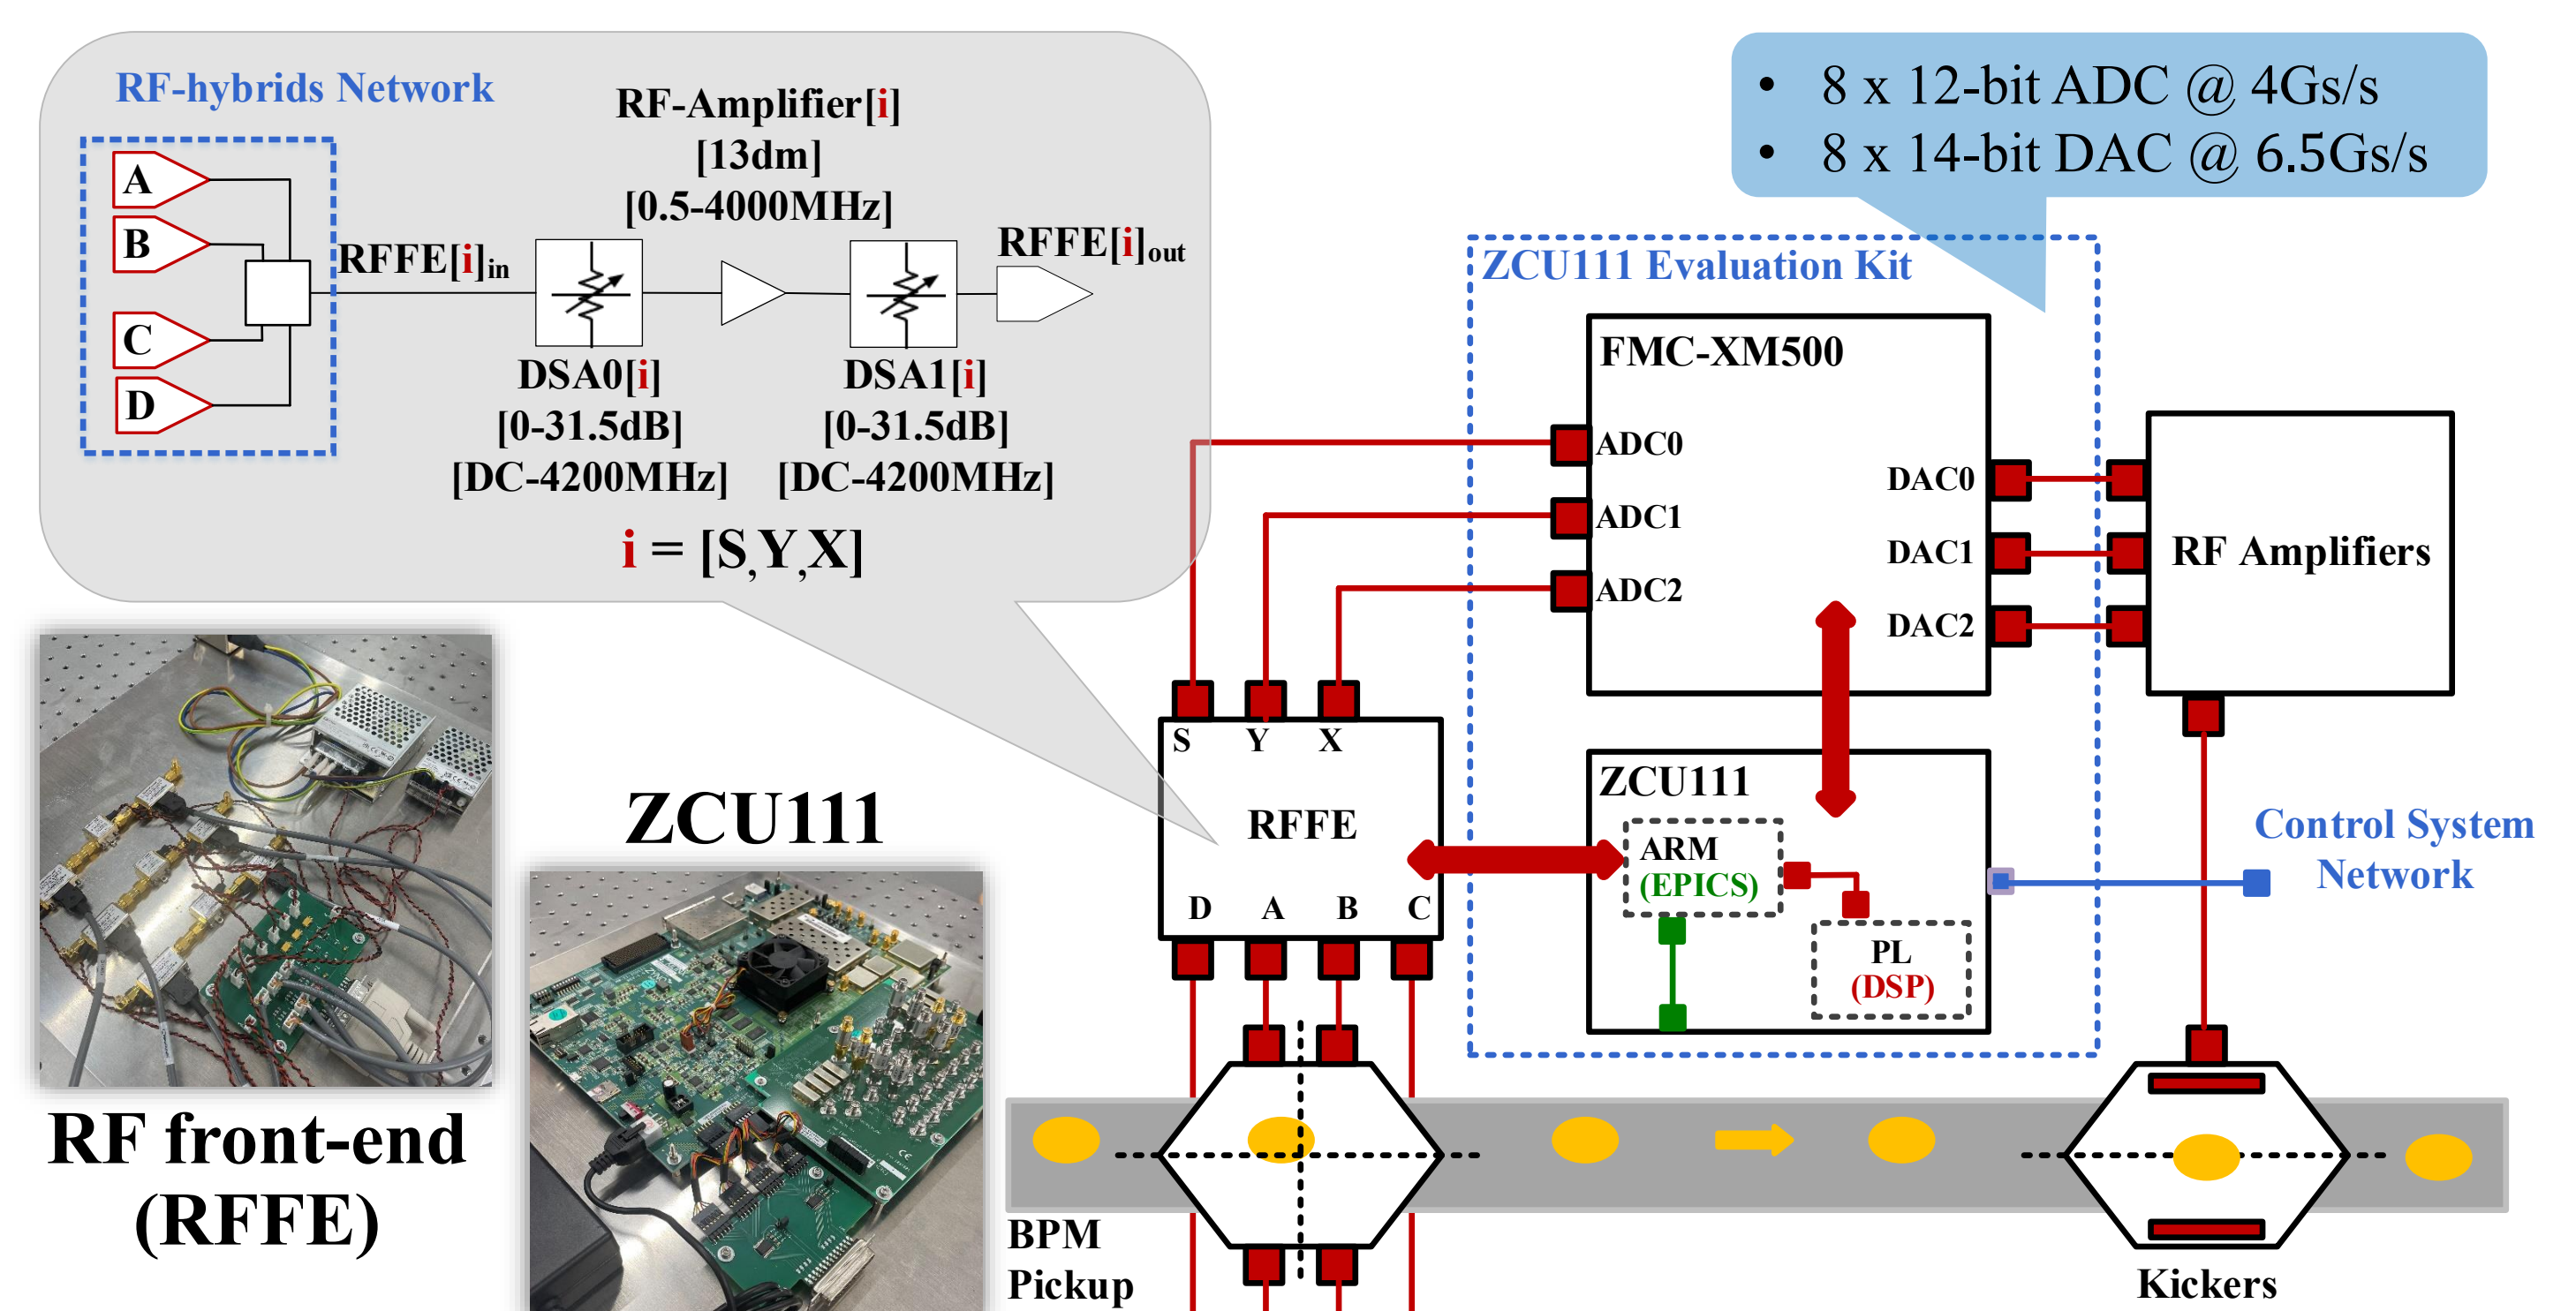 RF-hybrids Network
A
B
C
D
RFFE[i]in
RF-Amplifier[i]
[13dm]
[0.5-4000MHz]
RFFE[i]out
DSA0[i]
[0-31.5dB]
[DC-4200MHz]
DSA1[i]
[0-31.5dB]
[DC-4200MHz]
i = [S,Y,X]
• 8 x 12-bit ADC @ 4Gs/s
• 8 x 14-bit DAC @ 6.5Gs/s
ZCU111 Evaluation Kit
FMC-XM500
ADC0
ADC1
ADC2
DAC0
DAC1
DAC2
RF Amplifiers
S Y X
RFFE
D A B C
ZCU111
ARM
(EPICS)
PL
(DSP)
Control System
Network
ZCU111
RF front-end
(RFFE)
BPM
Pickup
Kickers